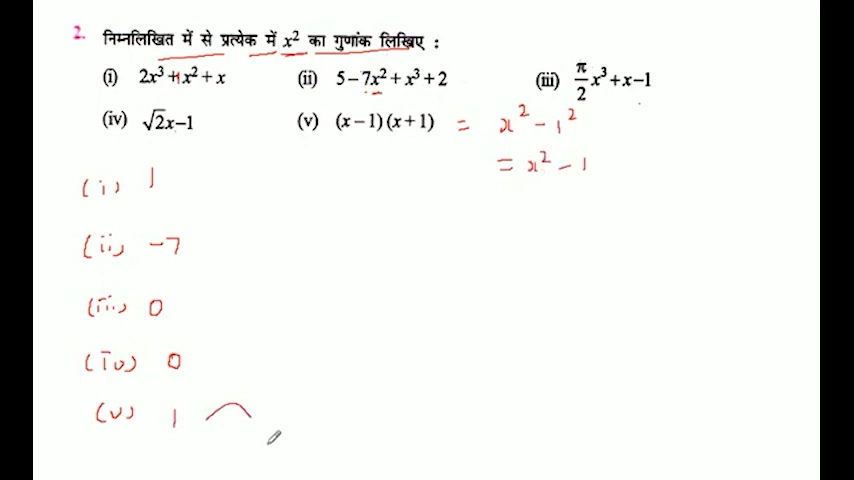 2. निम्नलिखित में से प्रत्येक में x² का गुणांक लिखिए :
(i) 2x³ + 1x² + x (ii) 5 – 7x² + x³ + 2 (iii) π/2 x³ + x – 1
(iv) √2x – 1 (v) (x – 1) (x + 1) = x² – 1²
= x² – 1
(i) 1
(ii) –7
(iii) 0
(iv) 0
(v) 1